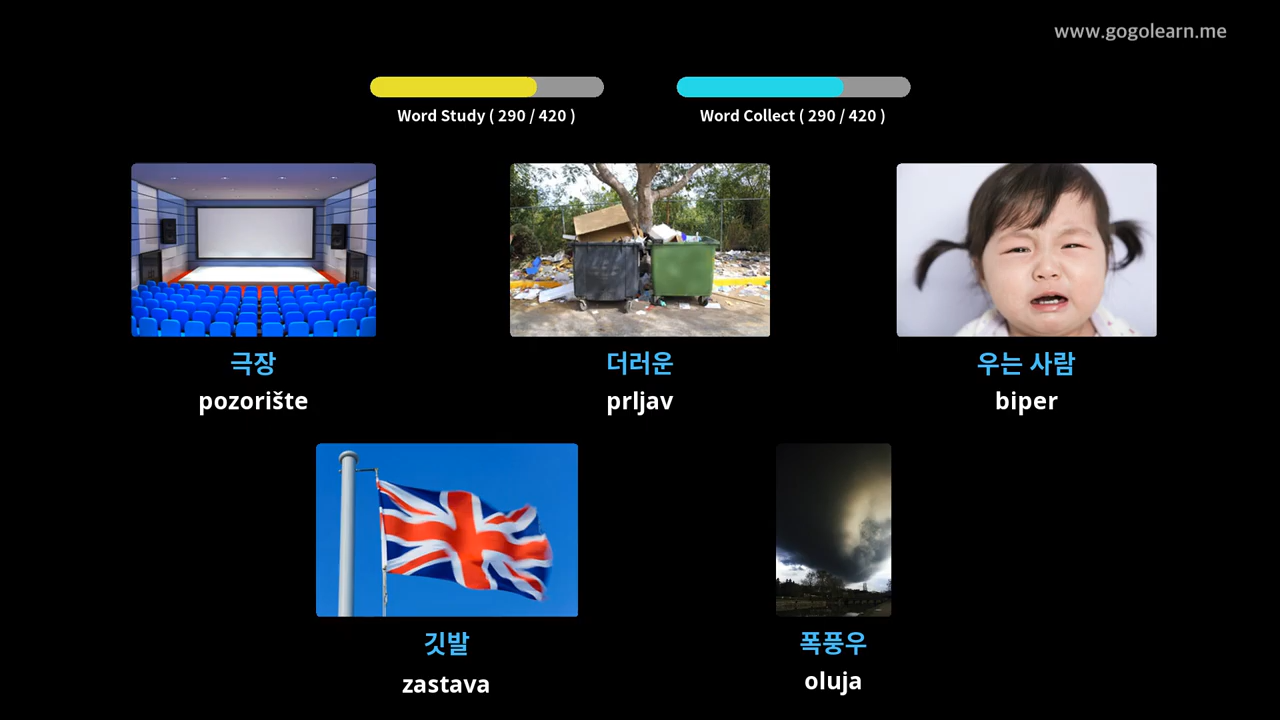 www.gogolearn.me
Word Study ( 290 / 420 )
Word Collect ( 290 / 420 )
극장
더러운
우는 사람
pozorište
prljav
biper
깃발
폭풍우
zastava
oluja